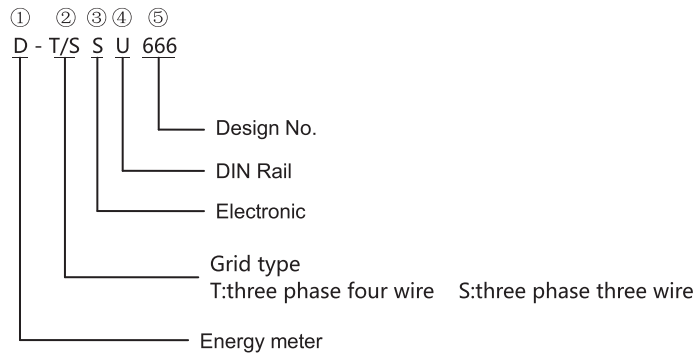 ① ② ③ ④ ⑤
D - T/S S U 666
Design No.
DIN Rail
Electronic
Grid type
T:three phase four wire S:three phase three wire
Energy meter